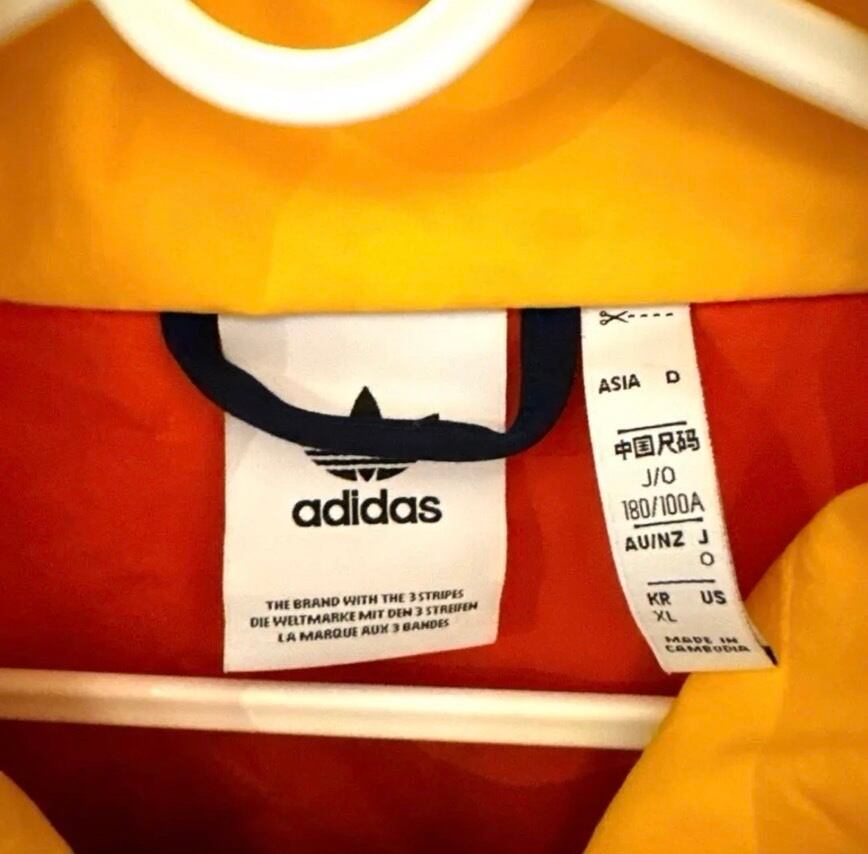 adidas
THE BRAND WITH THE 3 STRIPES
DIE WELTMARKE MIT DEN 3 STREIFEN
LA MARQUE AUX 3 BANDES
ASIA D
中国尺码
J/O
180/100A
AU/NZ J
O
KR US
XL
MADE IN
CAMBODIA